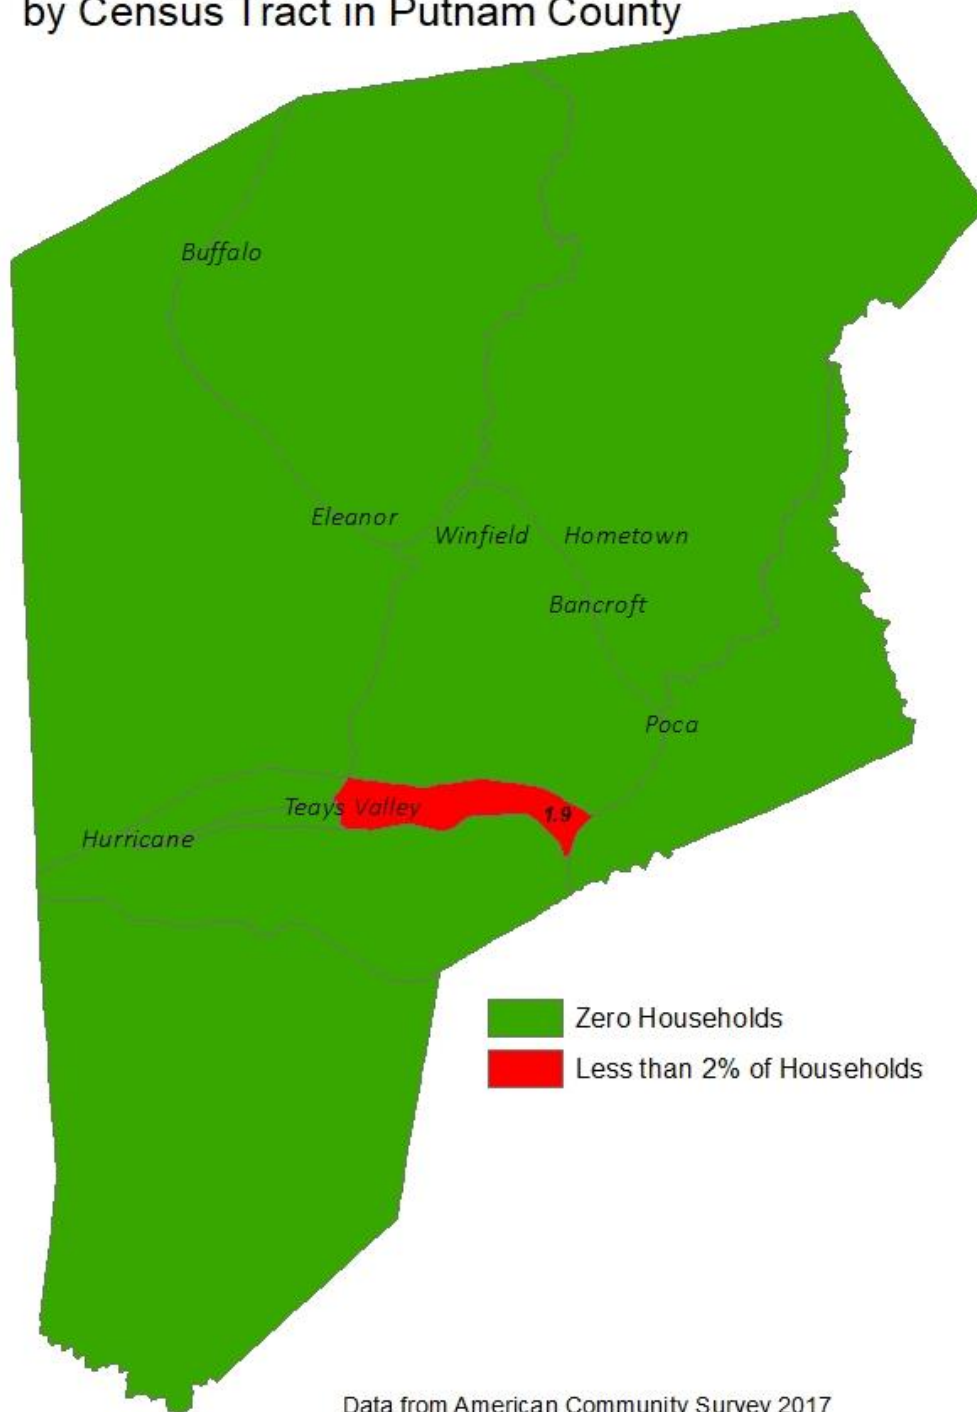 by Census Tract in Putnam County
Buffalo
Eleanor
Winfield
Hometown
Bancroft
Poca
Teays Valley
1.9
Hurricane
Zero Households
Less than 2% of Households
Data from American Community Survey 2017